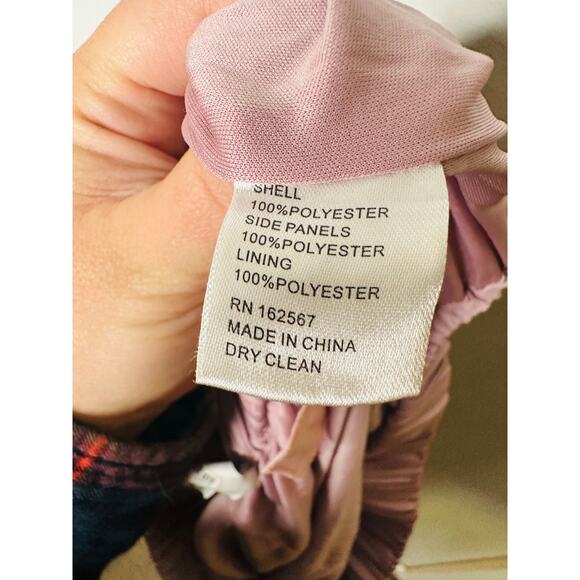 SHELL
100%POLYESTER
SIDE PANELS
100%POLYESTER
LINING
100%POLYESTER
RN 162567
MADE IN CHINA
DRY CLEAN